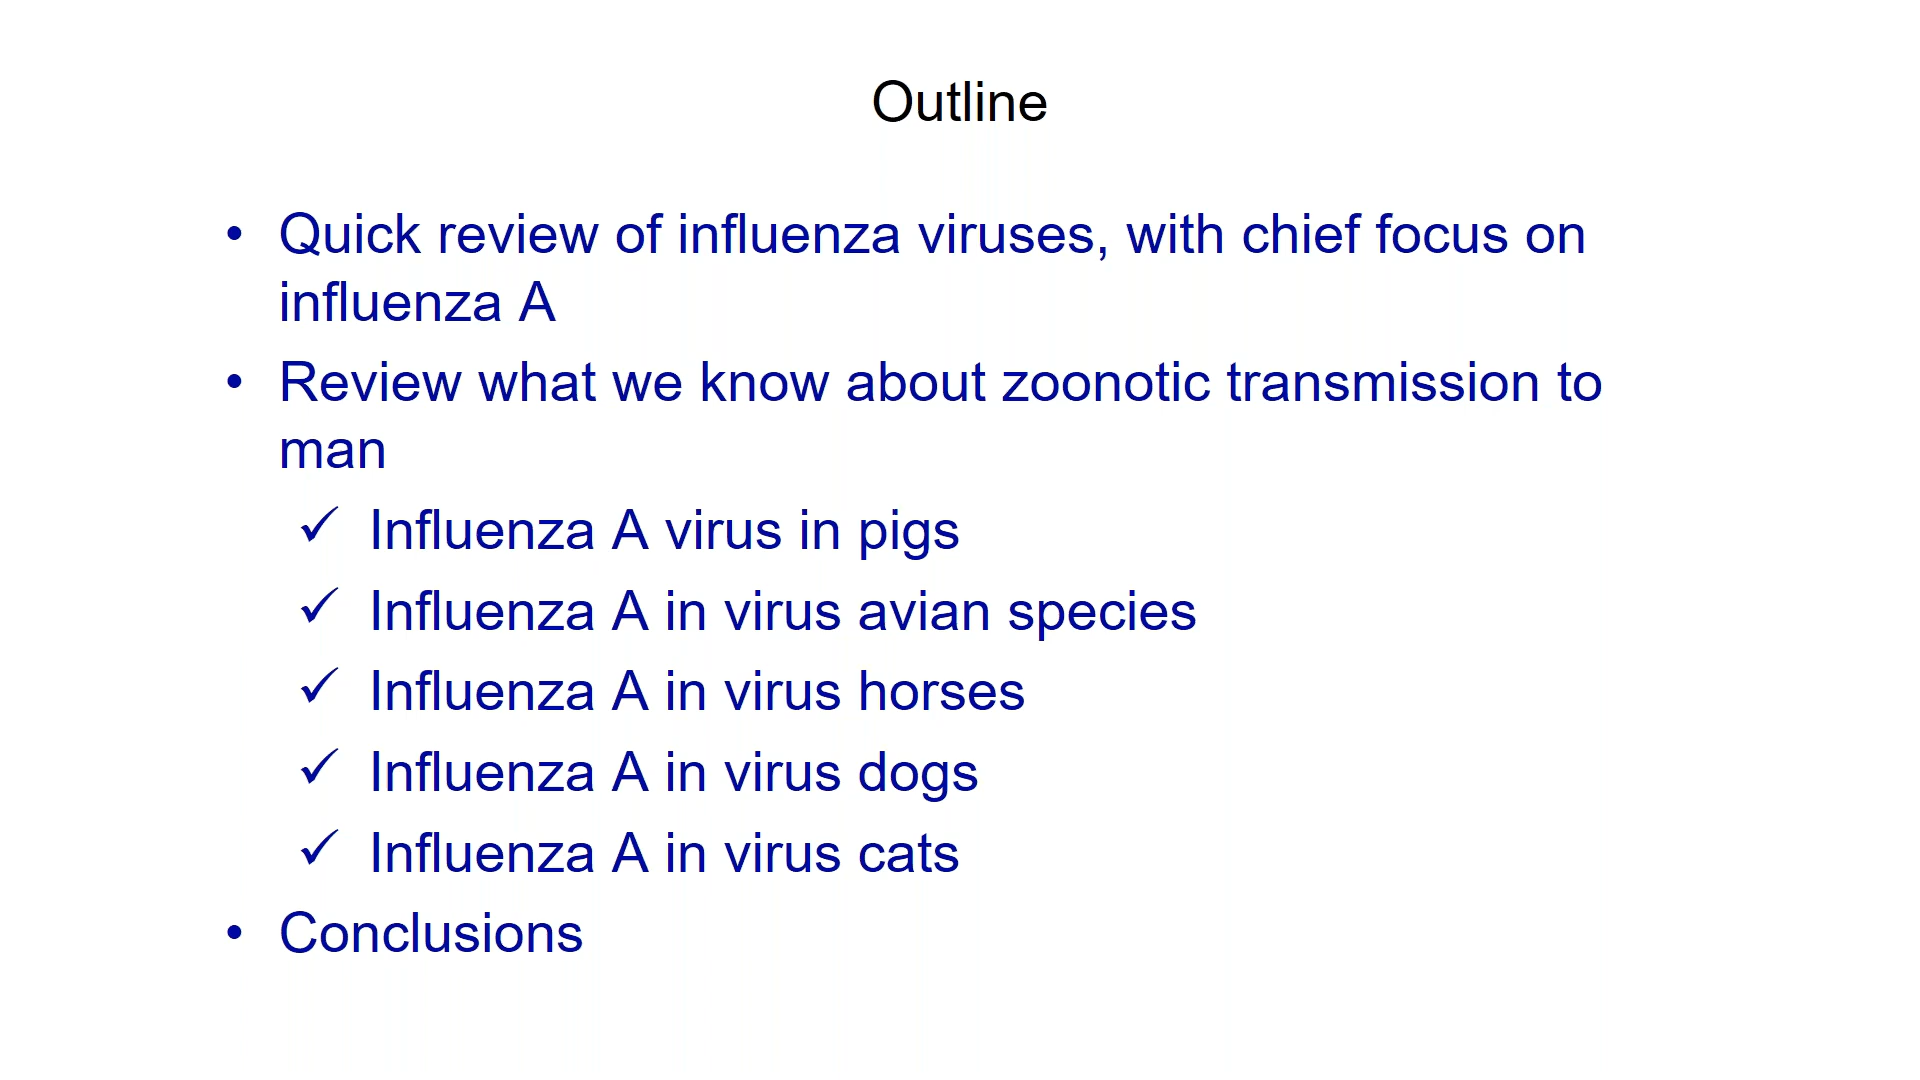 Outline
• Quick review of influenza viruses, with chief focus on
influenza A
• Review what we know about zoonotic transmission to
man
✓ Influenza A virus in pigs
✓ Influenza A in virus avian species
✓ Influenza A in virus horses
✓ Influenza A in virus dogs
✓ Influenza A in virus cats
• Conclusions